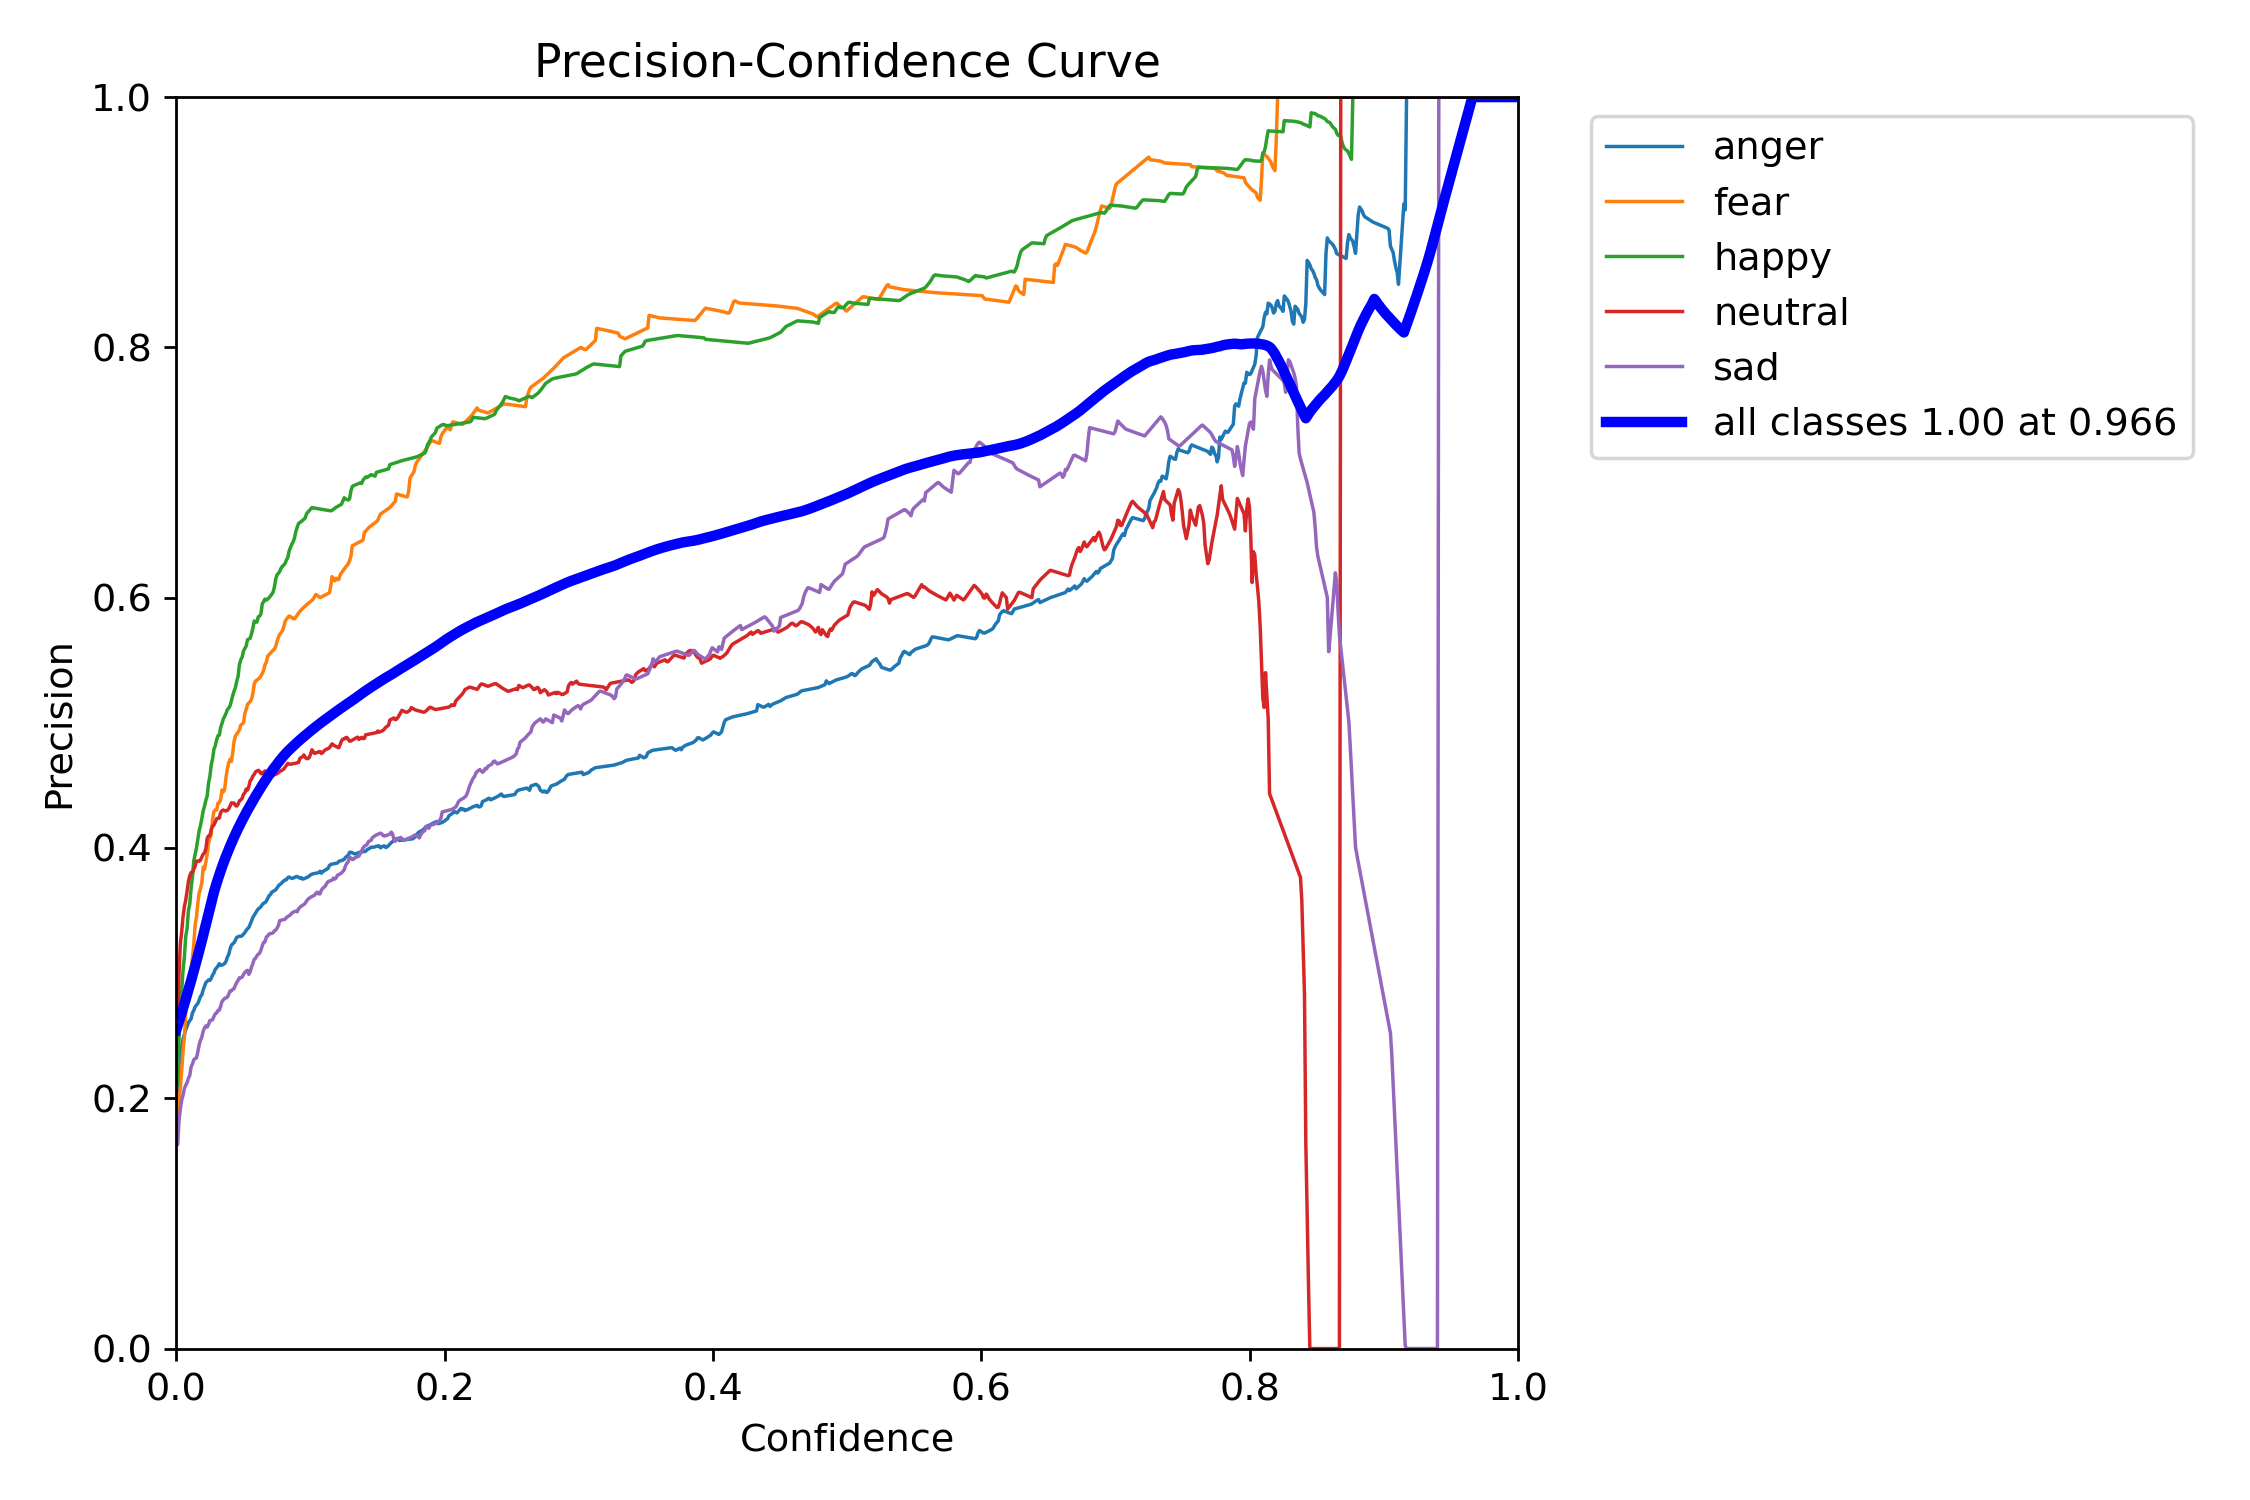 Precision-Confidence Curve
1.0
0.8
0.6
0.4
0.2
0.0
Precision
0.0 0.2 0.4 0.6 0.8 1.0
Confidence
anger
fear
happy
neutral
sad
all classes 1.00 at 0.966